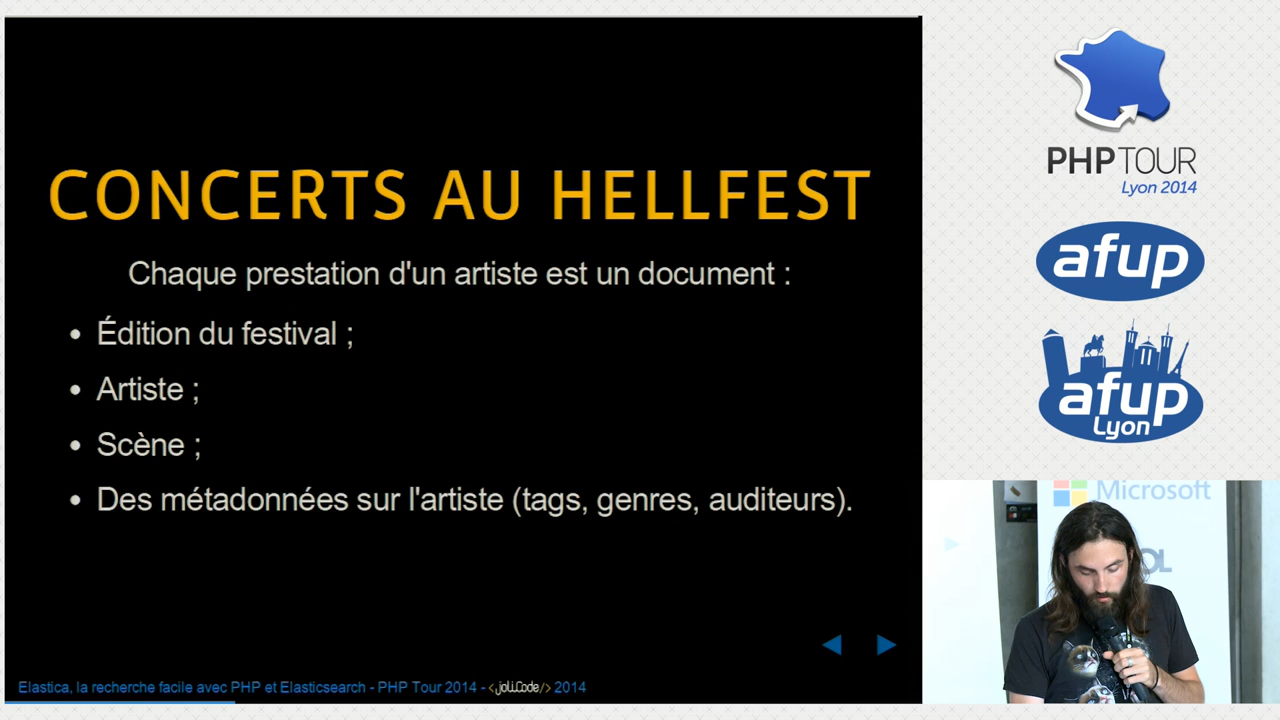 CONCERTS AU HELLFEST
Chaque prestation d'un artiste est un document :
• Édition du festival ;
• Artiste ;
• Scène ;
• Des métadonnées sur l'artiste (tags, genres, auditeurs).
Elastica, la recherche facile avec PHP et Elasticsearch - PHP Tour 2014 - <joliCode/> 2014
PHP TOUR
Lyon 2014
afup
afup
Lyon
Microsoft